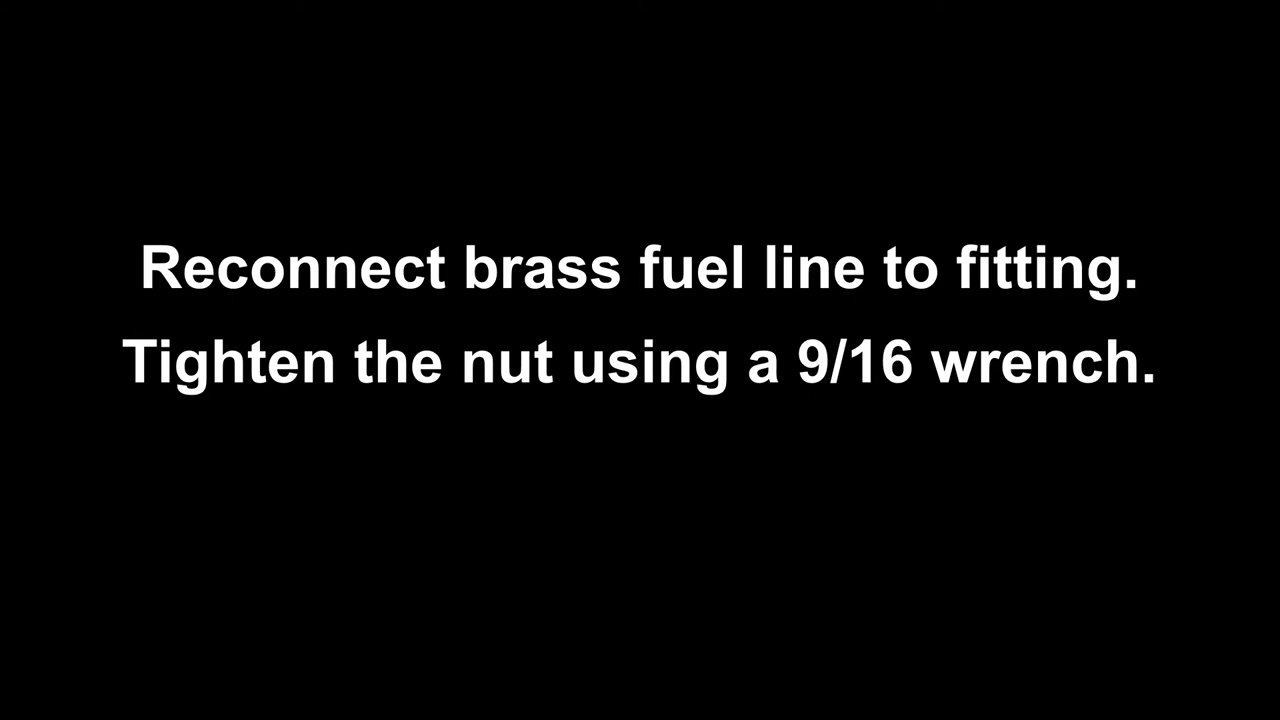 Reconnect brass fuel line to fitting.
Tighten the nut using a 9/16 wrench.